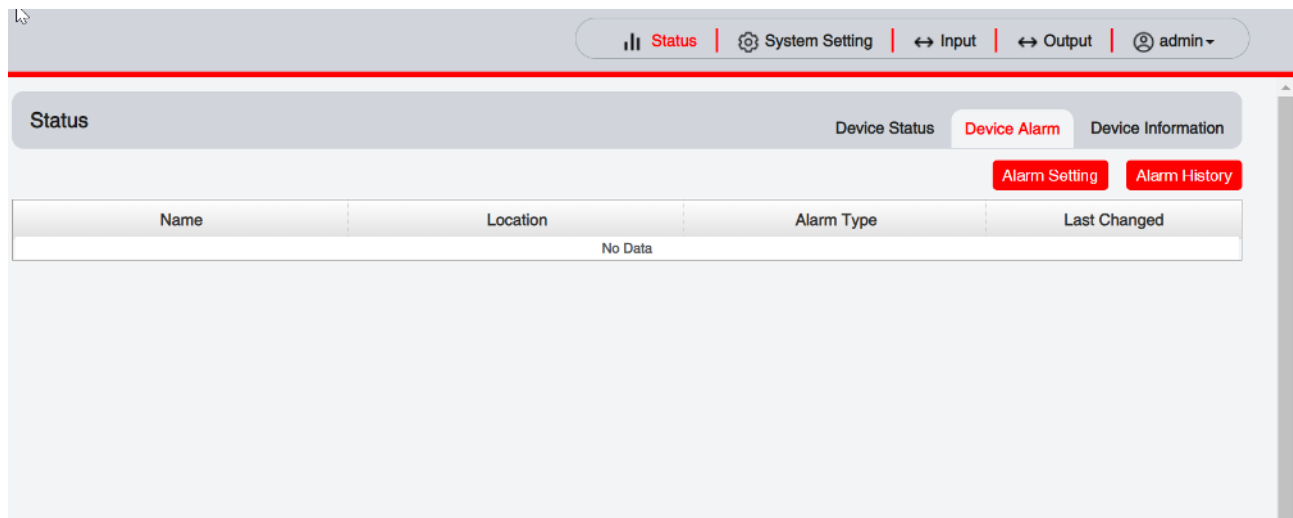 Status System Setting Input Output admin
Status Device Status Device Alarm Device Information
Alarm Setting Alarm History
Name Location Alarm Type Last Changed
No Data